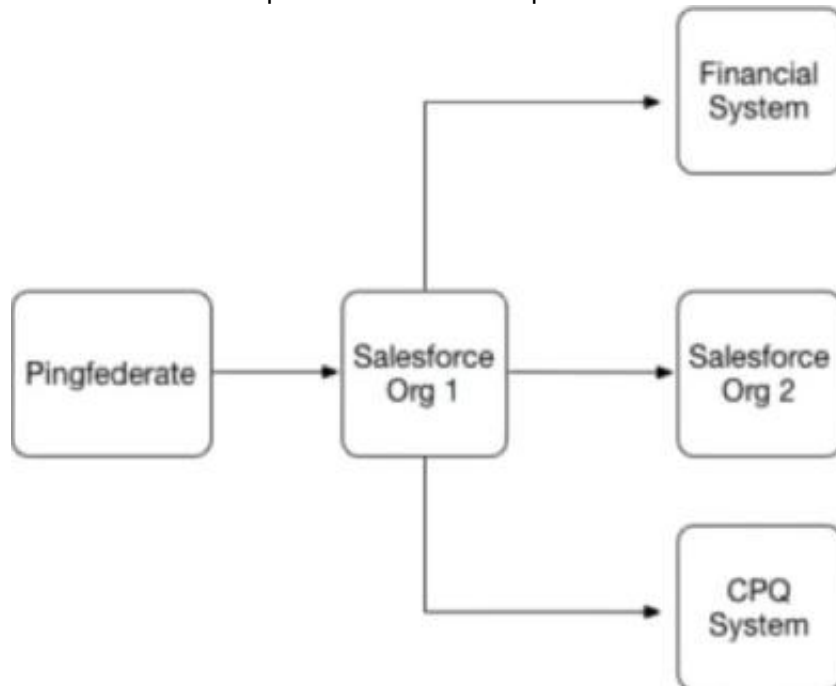 Financial
System
Pingfederate
Salesforce
Org 1
Salesforce
Org 2
CPQ
System